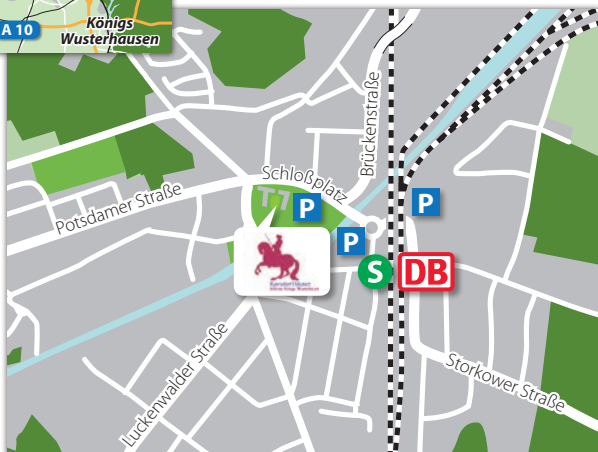 A 10
Königs
Wusterhausen
Brückenstraße
Schloßplatz
Potsdamer Straße
P
P
P
S
DB
Luckenwalder Straße
Storkower Straße